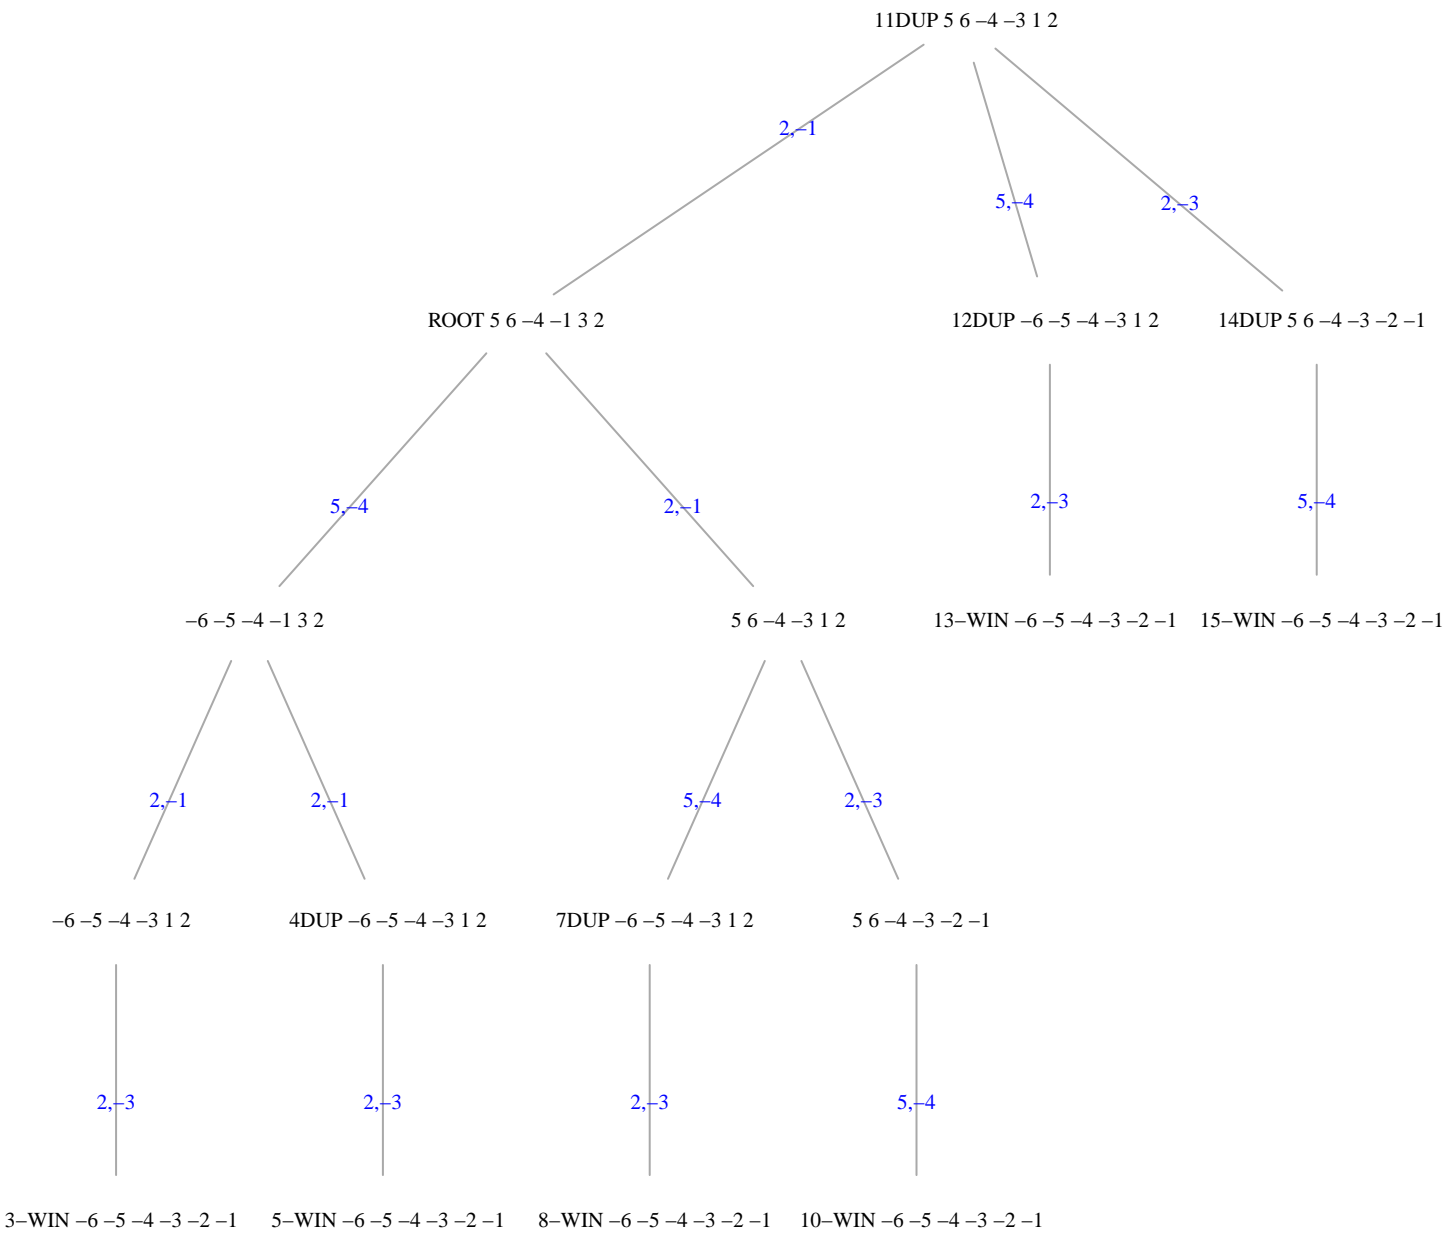 11DUP 5 6 –4 –3 1 2
2,–1
5,–4
2,–3
ROOT 5 6 –4 –1 3 2
12DUP –6 –5 –4 –3 1 2
14DUP 5 6 –4 –3 –2 –1
5,–4
2,–1
2,–3
5,–4
–6 –5 –4 –1 3 2
5 6 –4 –3 1 2
13–WIN –6 –5 –4 –3 –2 –1
15–WIN –6 –5 –4 –3 –2 –1
2,–1
2,–1
5,–4
2,–3
–6 –5 –4 –3 1 2
4DUP –6 –5 –4 –3 1 2
7DUP –6 –5 –4 –3 1 2
5 6 –4 –3 –2 –1
2,–3
2,–3
2,–3
5,–4
3–WIN –6 –5 –4 –3 –2 –1
5–WIN –6 –5 –4 –3 –2 –1
8–WIN –6 –5 –4 –3 –2 –1
10–WIN –6 –5 –4 –3 –2 –1